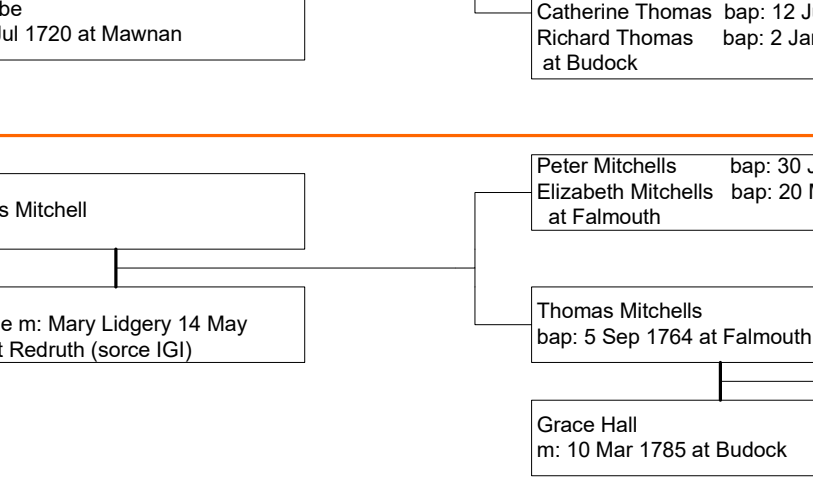 be
Jul 1720 at Mawnan
Catherine Thomas bap: 12 J
Richard Thomas bap: 2 Ja
at Budock
s Mitchell
e m: Mary Lidgery 14 May
t Redruth (sorce IGI)
Peter Mitchells bap: 30 J
Elizabeth Mitchells bap: 20 M
at Falmouth
Thomas Mitchells
bap: 5 Sep 1764 at Falmouth
Grace Hall
m: 10 Mar 1785 at Budock